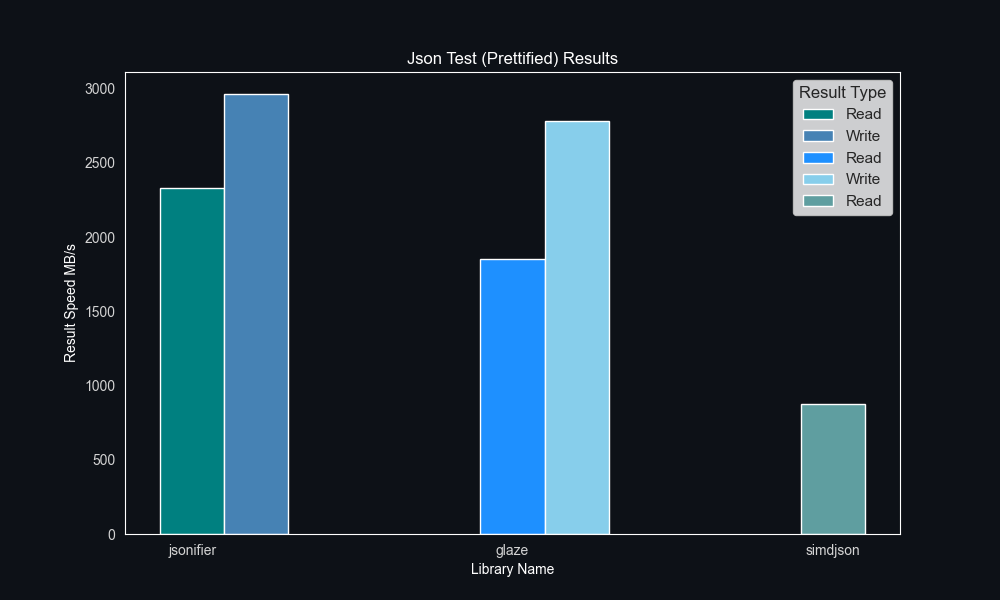 Json Test (Prettified) Results
3000
2500
2000
1500
1000
500
0
Result Speed MB/s
Result Type
Read
Write
Read
Write
Read
jsonifier
glaze
simdjson
Library Name